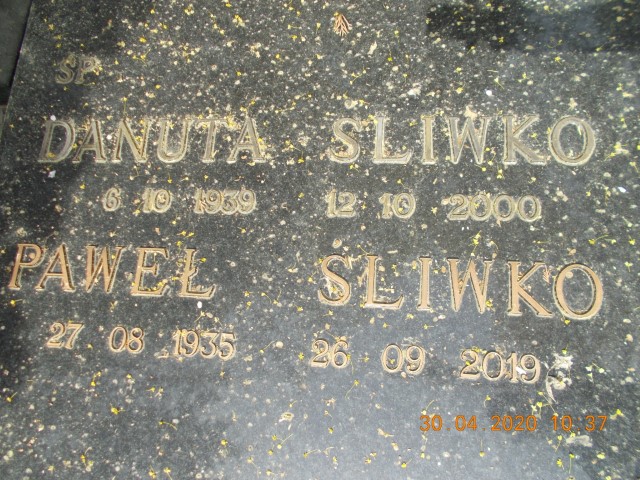 SP
DANUTA SLIWKO
6 10 1939 12 10 2000
PAWEŁ SLIWKO
27 08 1935 26 09 2019
30.04.2020 10:37